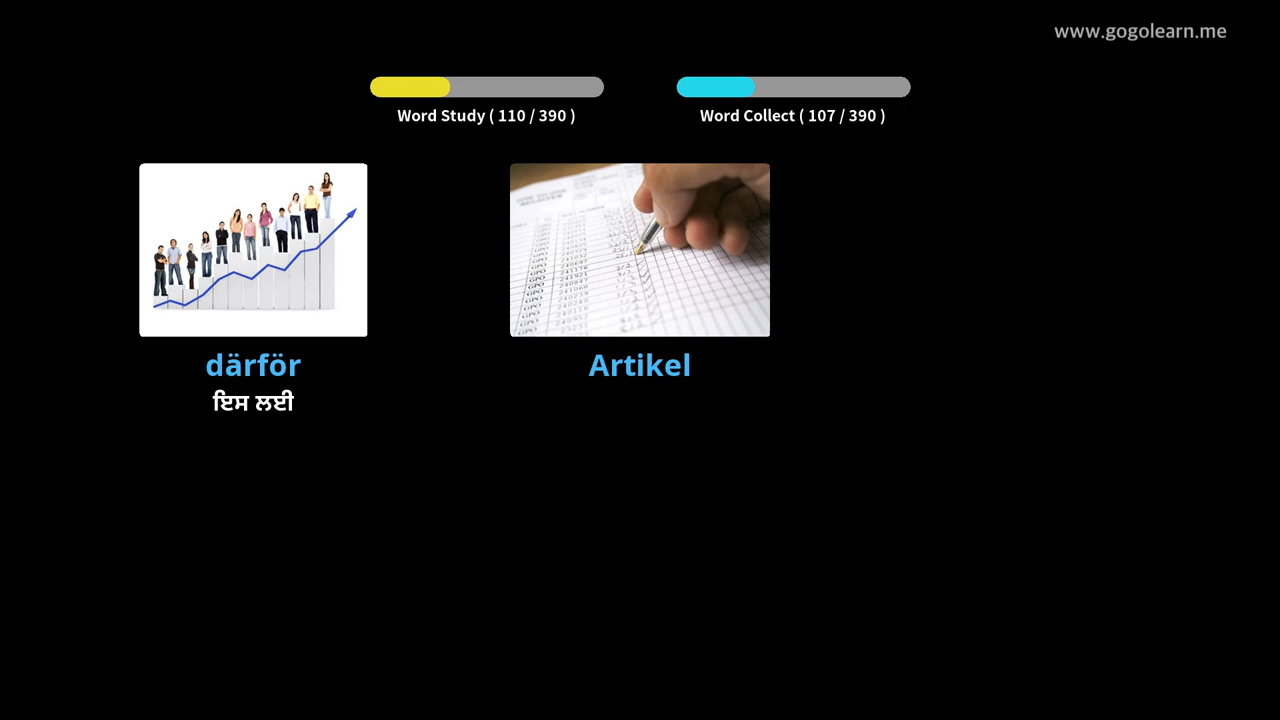 www.gogolearn.me
Word Study ( 110 / 390 )
Word Collect ( 107 / 390 )
därför
Artikel
ਇਸ ਲਈ